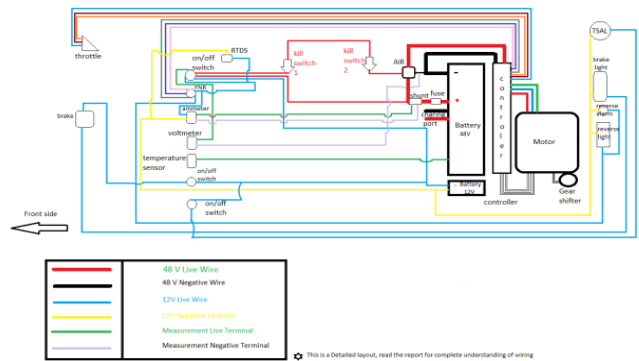 TSAL
RTDS
throttle
on/off
switch
kill
switch
1
kill
switch
2
AIR
brake
light
FNR
-
controler
shunt
fuse
+
ammeter
brake
charging
port
Battery
48V
Motor
reverse
alarm
reverse
light
voltmeter
temperature
sensor
on/off
switch
- Battery
12V
Gear
shifter
controller
on/off
switch
Front side
48 V Live Wire
48 V Negative Wire
12V Live Wire
12V Negative Terminal
Measurement Live Terminal
Measurement Negative Terminal
This is a Detailed layout, read the report for complete understanding of wiring